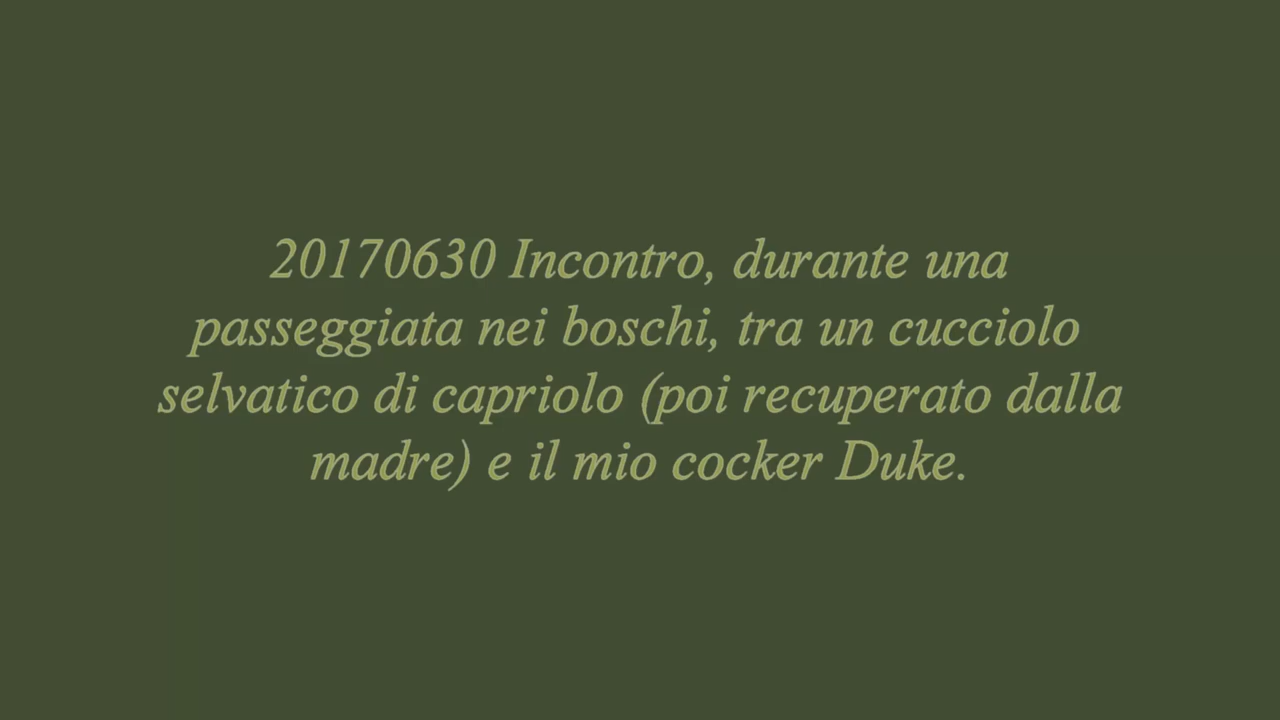 20170630 Incontro, durante una
passeggiata nei boschi, tra un cucciolo
selvatico di capriolo (poi recuperato dalla
madre) e il mio cocker Duke.